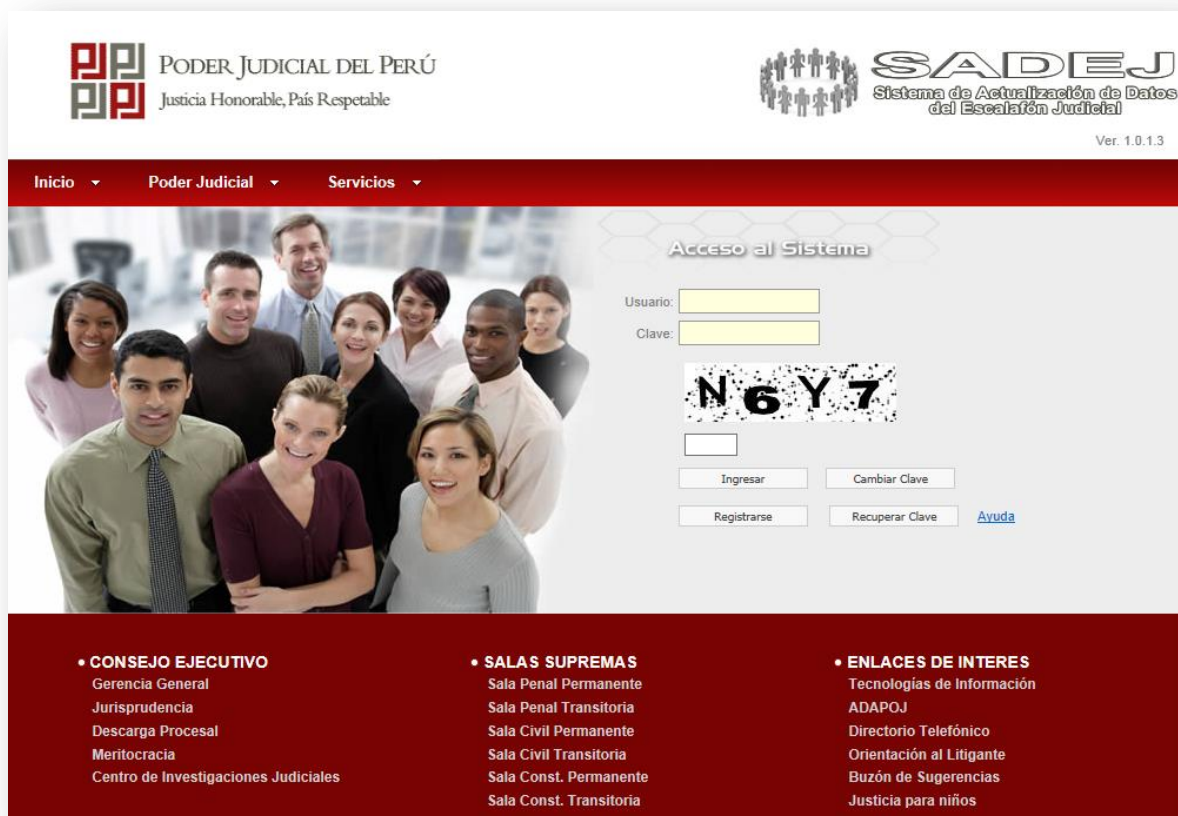 PODER JUDICIAL DEL PERÚ
Justicia Honorable, País Respetable
SADEJ
Sistema de Actualización de Datos
del Escalafón Judicial
Ver. 1.0.1.3
Inicio
Poder Judicial
Servicios
Acceso al Sistema
Usuario:
Clave:
N6Y7
Ingresar
Cambiar Clave
Registrarse
Recuperar Clave
Ayuda
• CONSEJO EJECUTIVO
Gerencia General
Jurisprudencia
Descarga Procesal
Meritocracia
Centro de Investigaciones Judiciales
• SALAS SUPREMAS
Sala Penal Permanente
Sala Penal Transitoria
Sala Civil Permanente
Sala Civil Transitoria
Sala Const. Permanente
Sala Const. Transitoria
• ENLACES DE INTERES
Tecnologías de Información
ADAPOJ
Directorio Telefónico
Orientación al Litigante
Buzón de Sugerencias
Justicia para niños